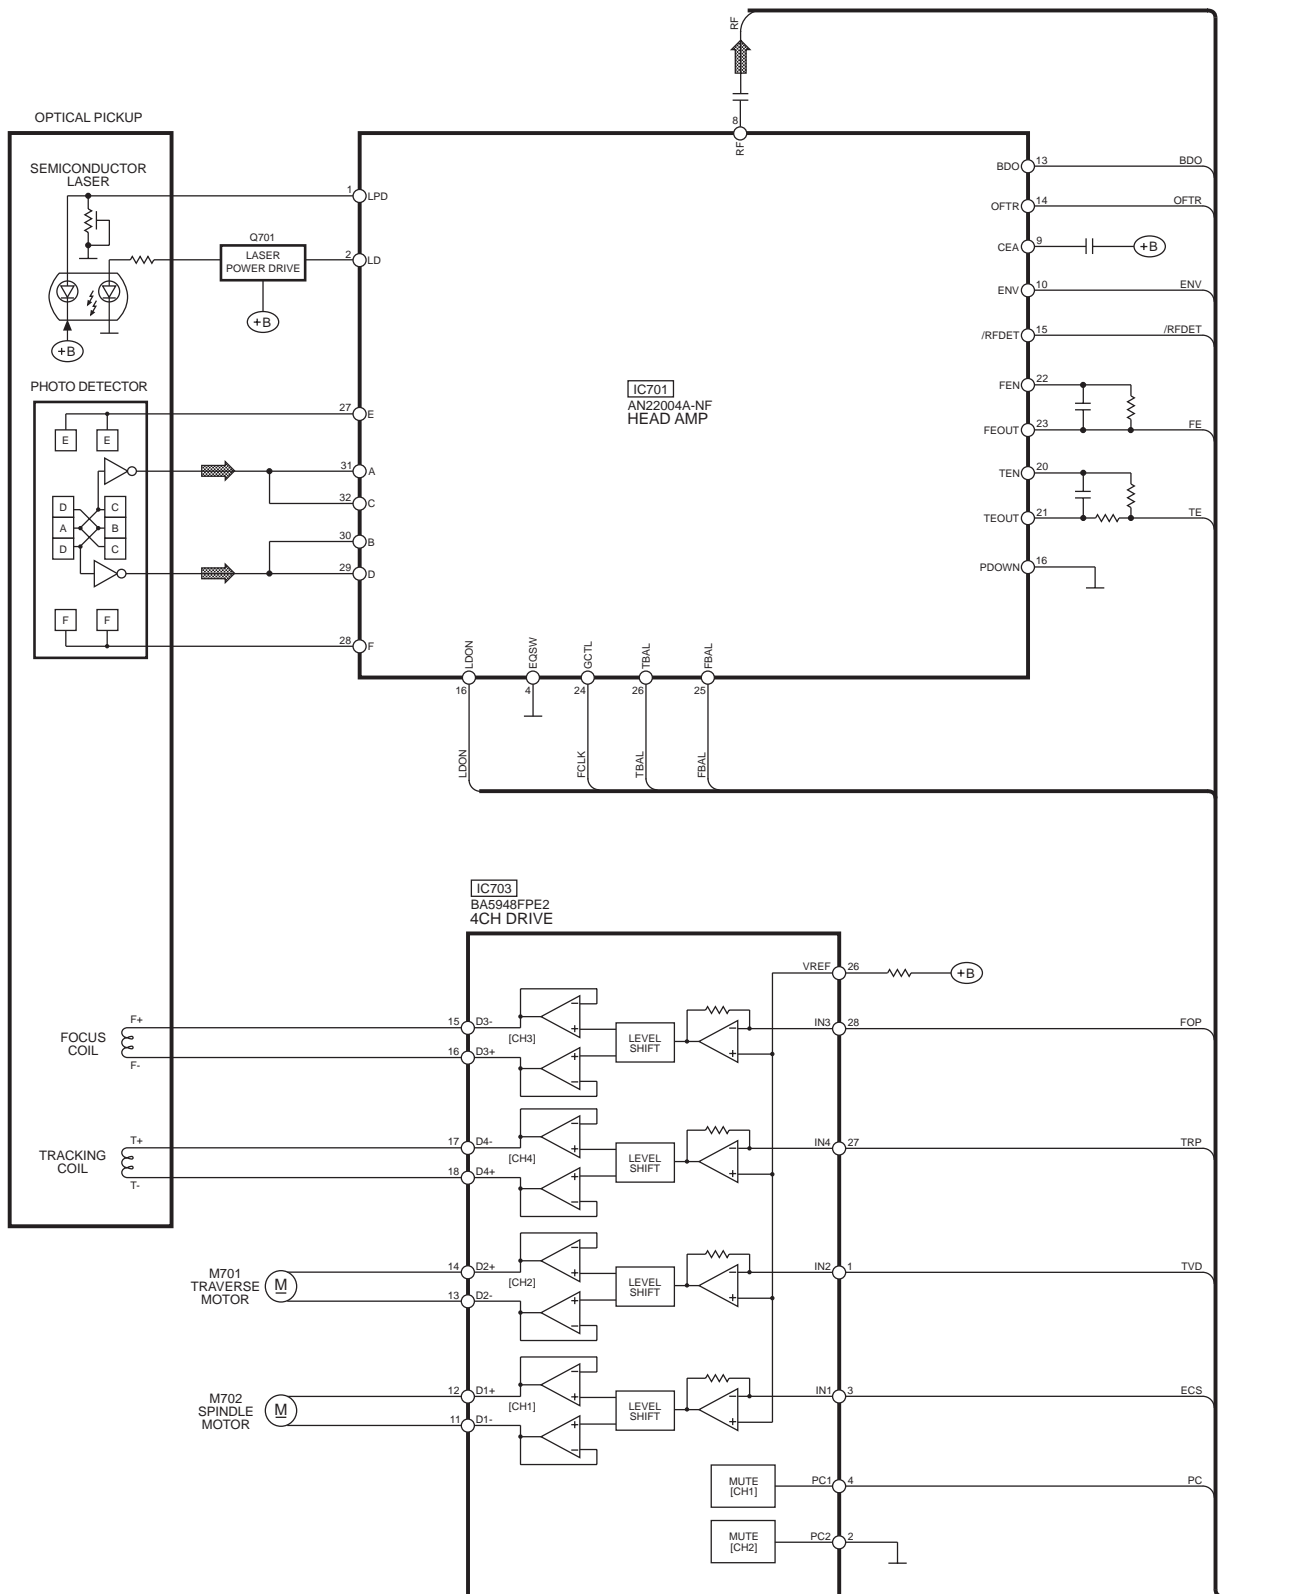 RF
OPTICAL PICKUP
8
RF
SEMICONDUCTOR
LASER
1 LPD
Q701
LASER
POWER DRIVE
2 LD
+B
+B
BDO 13 BDO
OFTR 14 OFTR
CEA 9 +B
ENV 10 ENV
/RFDET 15 /RFDET
FEN 22
FEOUT 23 FE
TEN 20
TEOUT 21 TE
PDOWN 16
IC701
AN22004A-NF
HEAD AMP
PHOTO DETECTOR
E E
27 E
31 A
32 C
D C
A B
D C
30 B
29 D
F F
28 F
LDON EQSW GCTL TBAL FBAL
16 4 24 26 25
LDON FCLK TBAL FBAL
IC703
BA5948FPE2
4CH DRIVE
VREF 26 +B
FOCUS
COIL
F+
F-
15 D3-
[CH3]
16 D3+
− + + −
LEVEL
SHIFT
− +
IN3 28 FOP
TRACKING
COIL
T+
T-
17 D4-
[CH4]
18 D4+
− + + −
LEVEL
SHIFT
− +
IN4 27 TRP
M701
TRAVERSE
MOTOR
M
14 D2+
[CH2]
13 D2-
− + + −
LEVEL
SHIFT
− +
IN2 1 TVD
M702
SPINDLE
MOTOR
M
12 D1+
[CH1]
11 D1-
− + + −
LEVEL
SHIFT
− +
IN1 3 ECS
MUTE
[CH1]
PC1 4 PC
MUTE
[CH2]
PC2 2